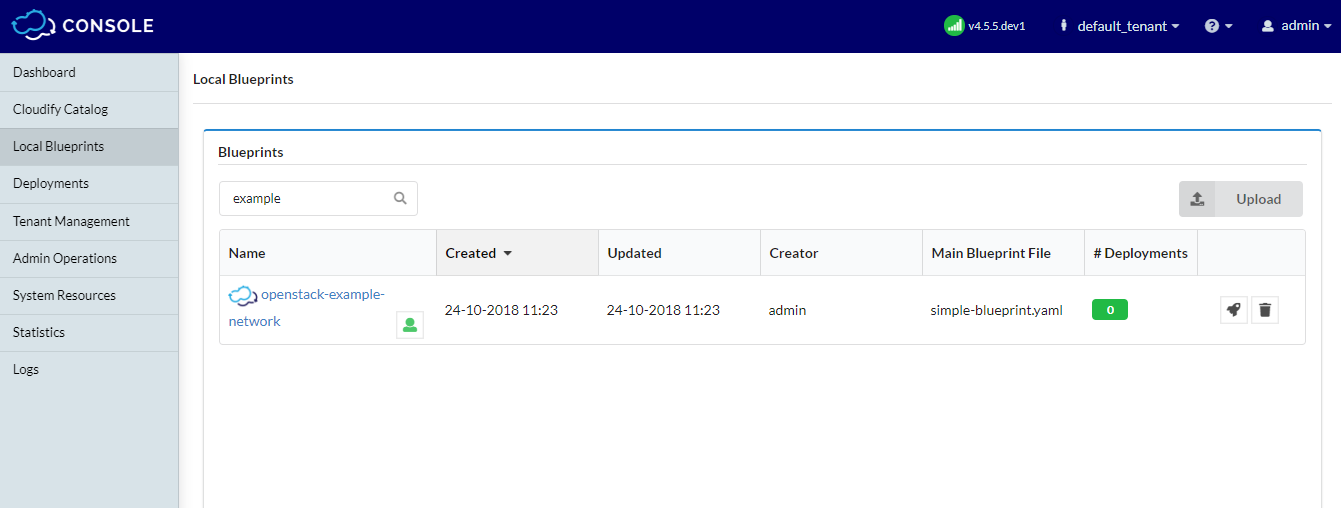 CONSOLE
v4.5.5.dev1
default_tenant
admin
Dashboard
Cloudify Catalog
Local Blueprints
Deployments
Tenant Management
Admin Operations
System Resources
Statistics
Logs
Local Blueprints
Blueprints
example
Upload
Name Created Updated Creator Main Blueprint File # Deployments
openstack-example-
network
24-10-2018 11:23 24-10-2018 11:23 admin simple-blueprint.yaml 0